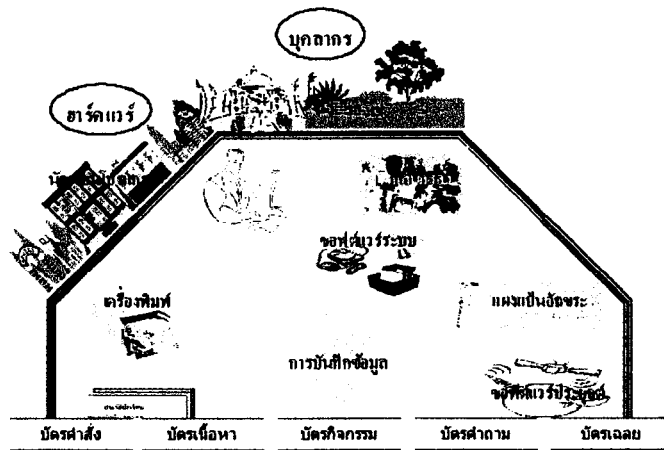 บุคลากร
ฮาร์ดแวร์
ซอฟต์แวร์ระบบ
เครื่องพิมพ์
แผงแป้นอักขระ
การบันทึกข้อมูล
บัตรคำสั่ง
บัตรเนื้อหา
บัตรกิจกรรม
บัตรคำถาม
บัตรเฉลย